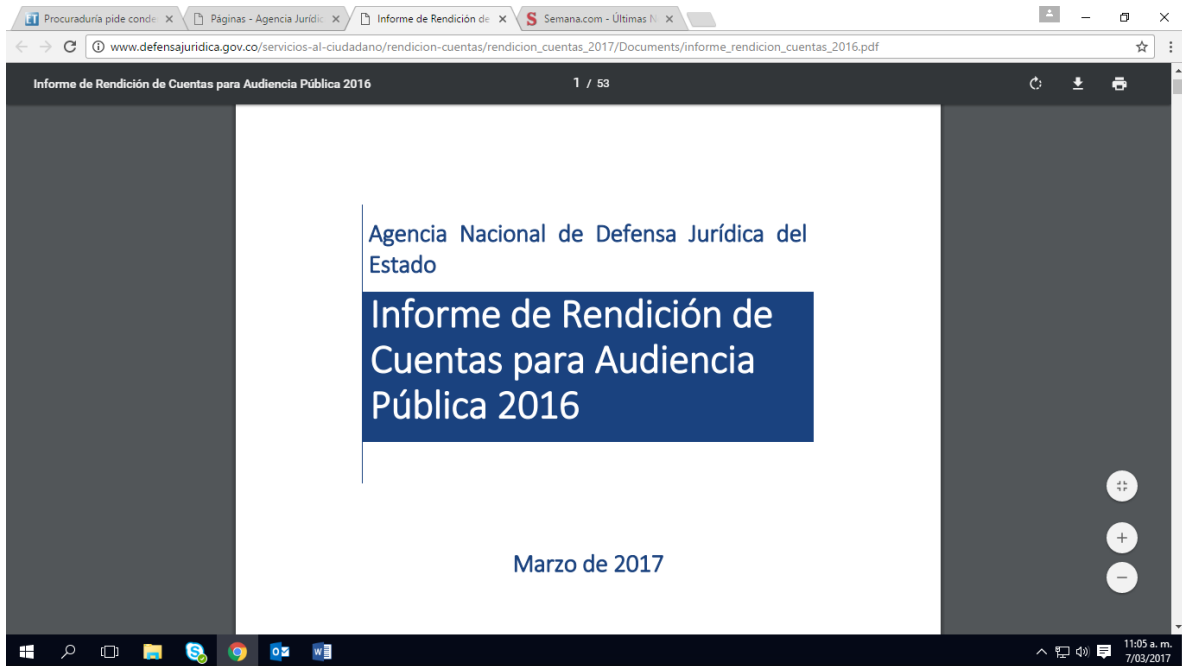 Procuraduría pide conde
Páginas - Agencia Jurídic
Informe de Rendición de
Semana.com - Últimas N
www.defensajuridica.gov.co/servicios-al-ciudadano/rendicion-cuentas/rendicion_cuentas_2017/Documents/informe_rendicion_cuentas_2016.pdf
Informe de Rendición de Cuentas para Audiencia Pública 2016
1 / 53
Agencia Nacional de Defensa Jurídica del
Estado
Informe de Rendición de
Cuentas para Audiencia
Pública 2016
Marzo de 2017
11:05 a. m.
7/03/2017